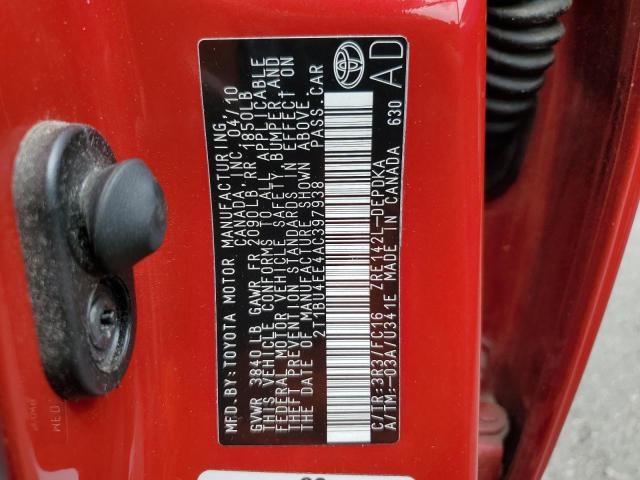 MFD.BY:TOYOTA MOTOR MANUFACTURING,
CANADA, INC. 04/10
GVWR 3840LB GAWR FR 2090LB RR 1850LB
THIS VEHICLE CONFORMS TO ALL APPLICABLE
FEDERAL MOTOR VEHICLE SAFETY, BUMPER, AND
THEFT PREVENTION STANDARDS IN EFFECT ON
THE DATE OF MANUFACTURE SHOWN ABOVE.
2T1BU4EE4AC397938 PASS.CAR
C/TR:3R3/FC16 ZRE142L-DEPDKA
A/TM:-03A/U341E MADE IN CANADA 630
AD